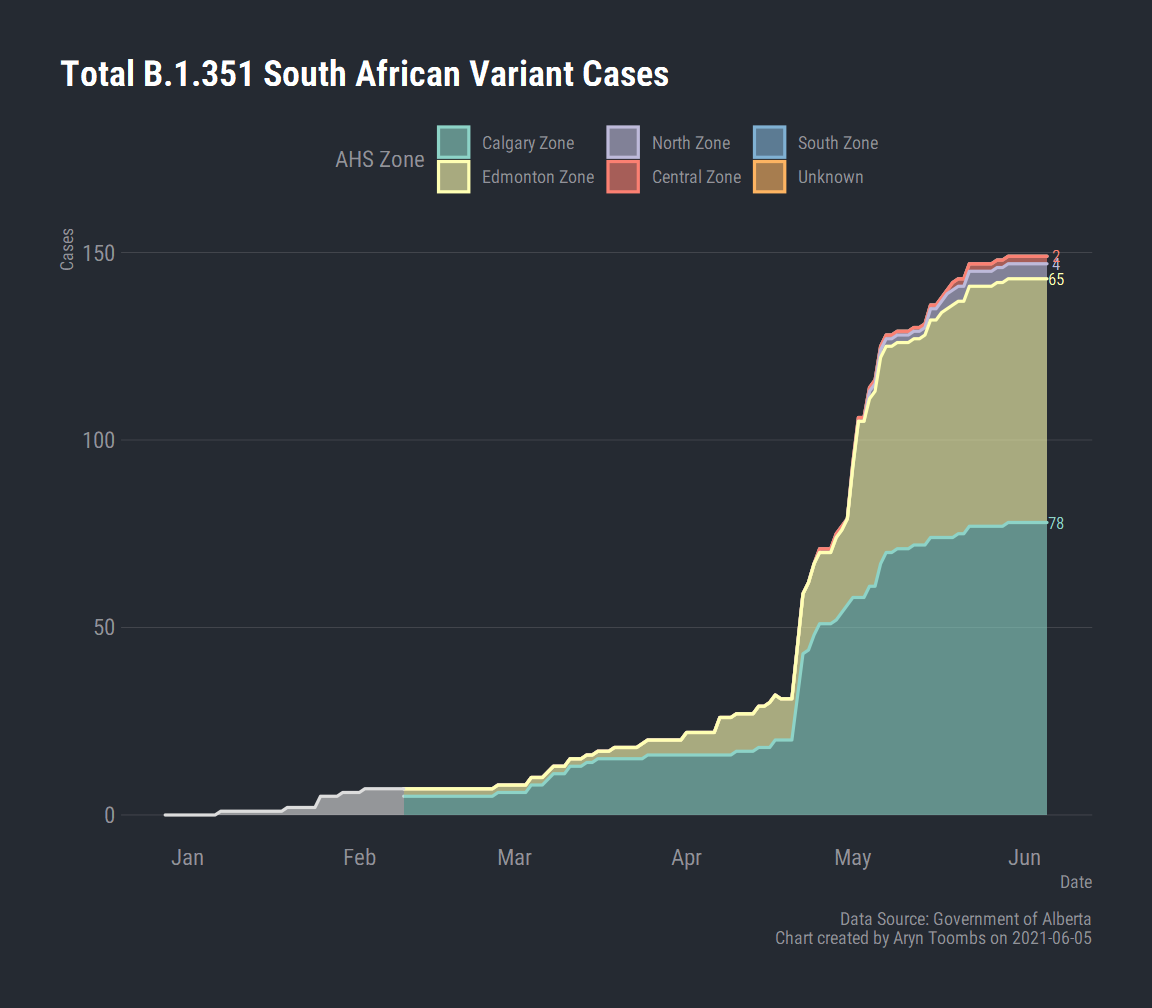 Total B.1.351 South African Variant Cases
AHS Zone
Calgary Zone
North Zone
South Zone
Edmonton Zone
Central Zone
Unknown
Cases
150
100
50
0
2
4
65
78
Jan
Feb
Mar
Apr
May
Jun
Date
Data Source: Government of Alberta
Chart created by Aryn Toombs on 2021-06-05